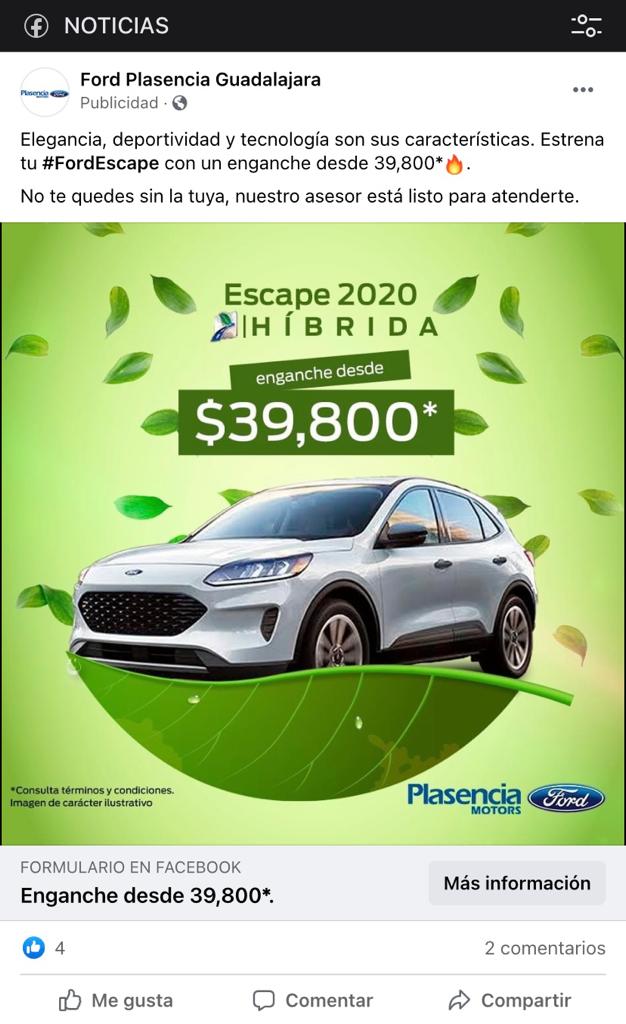 NOTICIAS
Ford Plasencia Guadalajara
Publicidad ·
Elegancia, deportividad y tecnología son sus características. Estrena
tu #FordEscape con un enganche desde 39,800*🔥.
No te quedes sin la tuya, nuestro asesor está listo para atenderte.
Escape 2020
HÍBRIDA
enganche desde
$39,800*
*Consulta términos y condiciones.
Imagen de carácter ilustrativo
Plasencia
MOTORS
Ford
FORMULARIO EN FACEBOOK
Enganche desde 39,800*.
Más información
4
2 comentarios
Me gusta
Comentar
Compartir